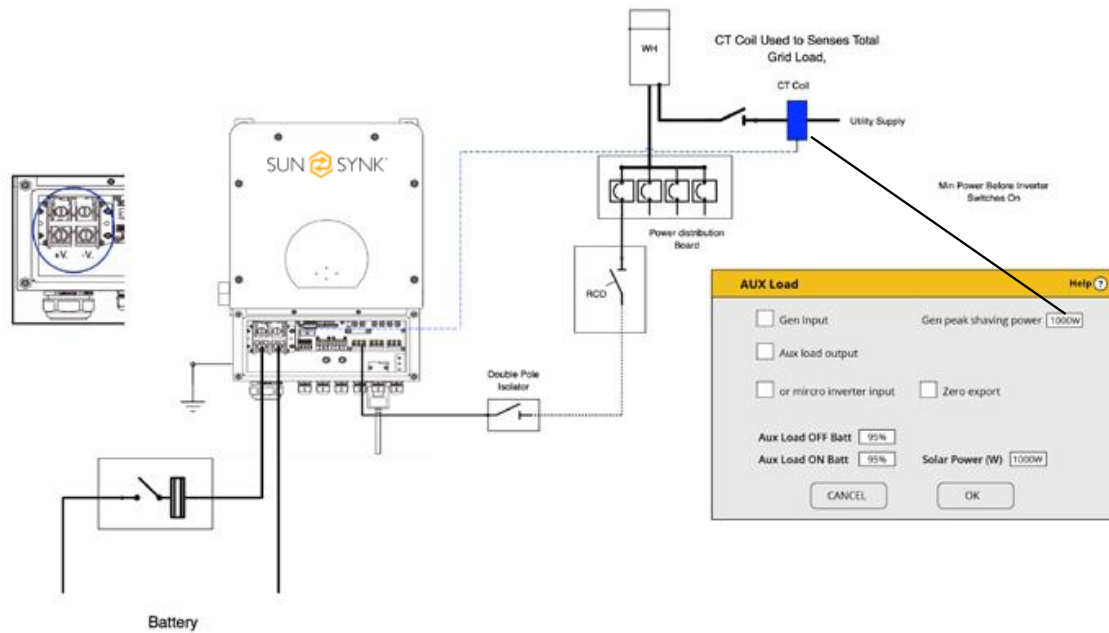 CT Coil Used to Senses Total
Grid Load,
WH
CT Coil
Utility Supply
SUN SYNK
+V. -V.
Min Power Before Inverter
Switches On
Power distribution
Board
RCD
AUX Load
Help ?
Gen Input
Gen peak shaving power 1000W
Aux load output
or mircro inverter input
Zero export
Aux Load OFF Batt 95%
Aux Load ON Batt 95%
Solar Power (W) 1000W
CANCEL
OK
Double Pole
Isolator
Battery